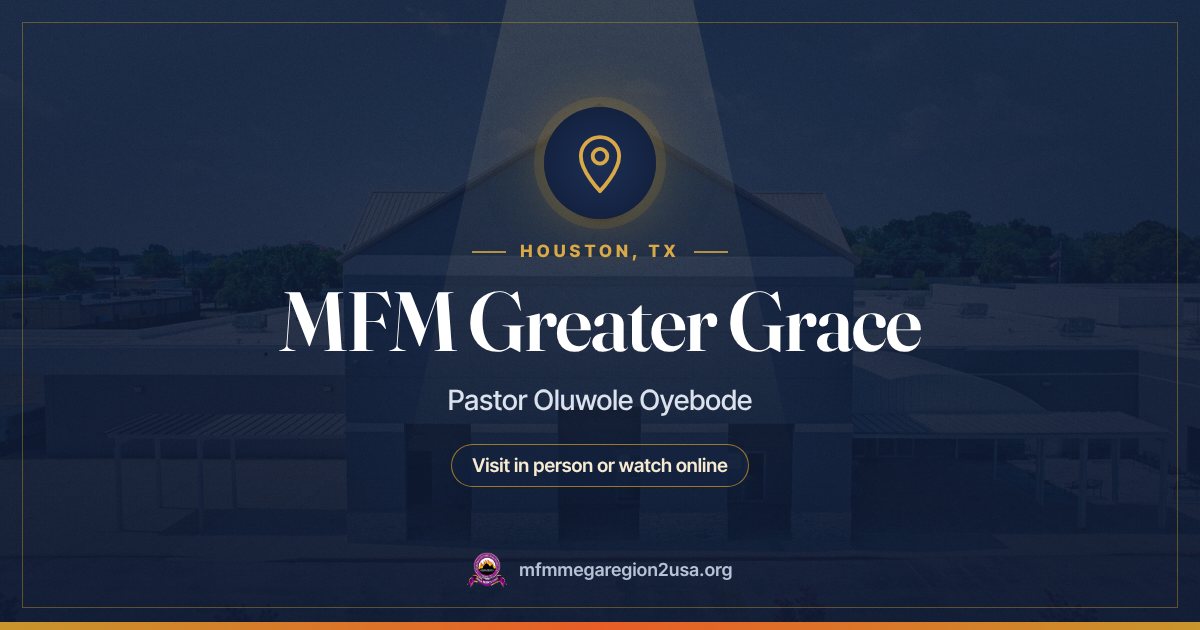 HOUSTON, TX
MFM Greater Grace
Pastor Oluwole Oyebode
Visit in person or watch online
mfmmegaregion2usa.org